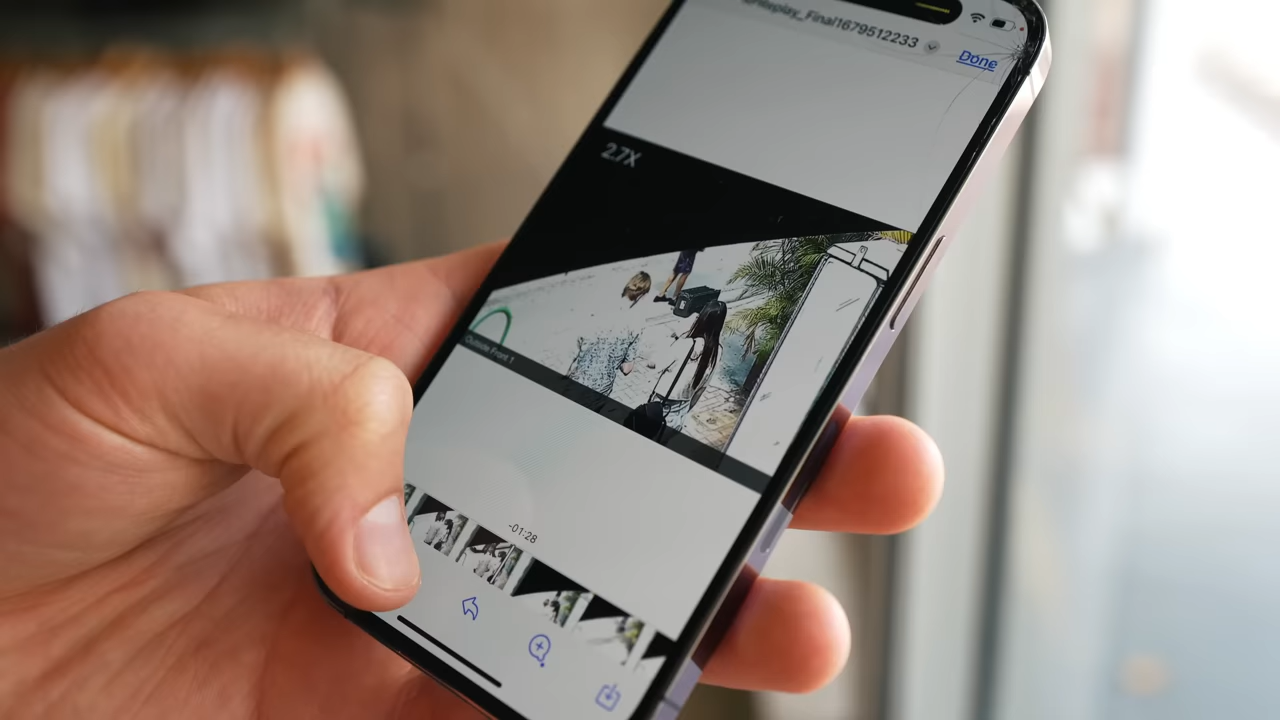 Replay_Final1679512233
Done
2.7X
Outside Front 1
-01:28